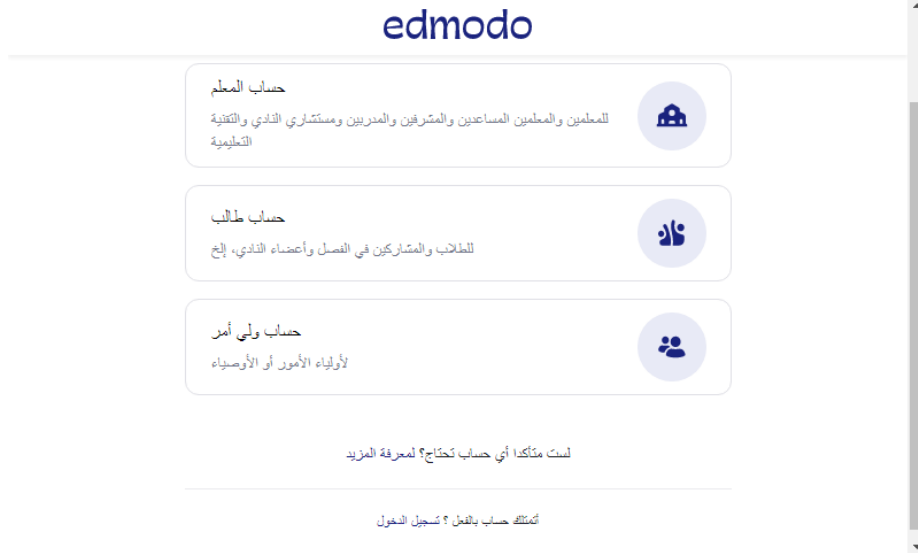 edmodo
حساب المعلم
للمعلمين والمعلمين المساعدين والمشرفين والمدربين ومستشاري النادي والتقنية
التعليمية
حساب طالب
للطلاب والمشاركين في الفصل وأعضاء النادي، إلخ
حساب ولي أمر
لأولياء الأمور أو الأوصياء
لست متأكدا أي حساب تحتاج؟ لمعرفة المزيد
أتمتلك حساب بالفعل ؟ تسجيل الدخول